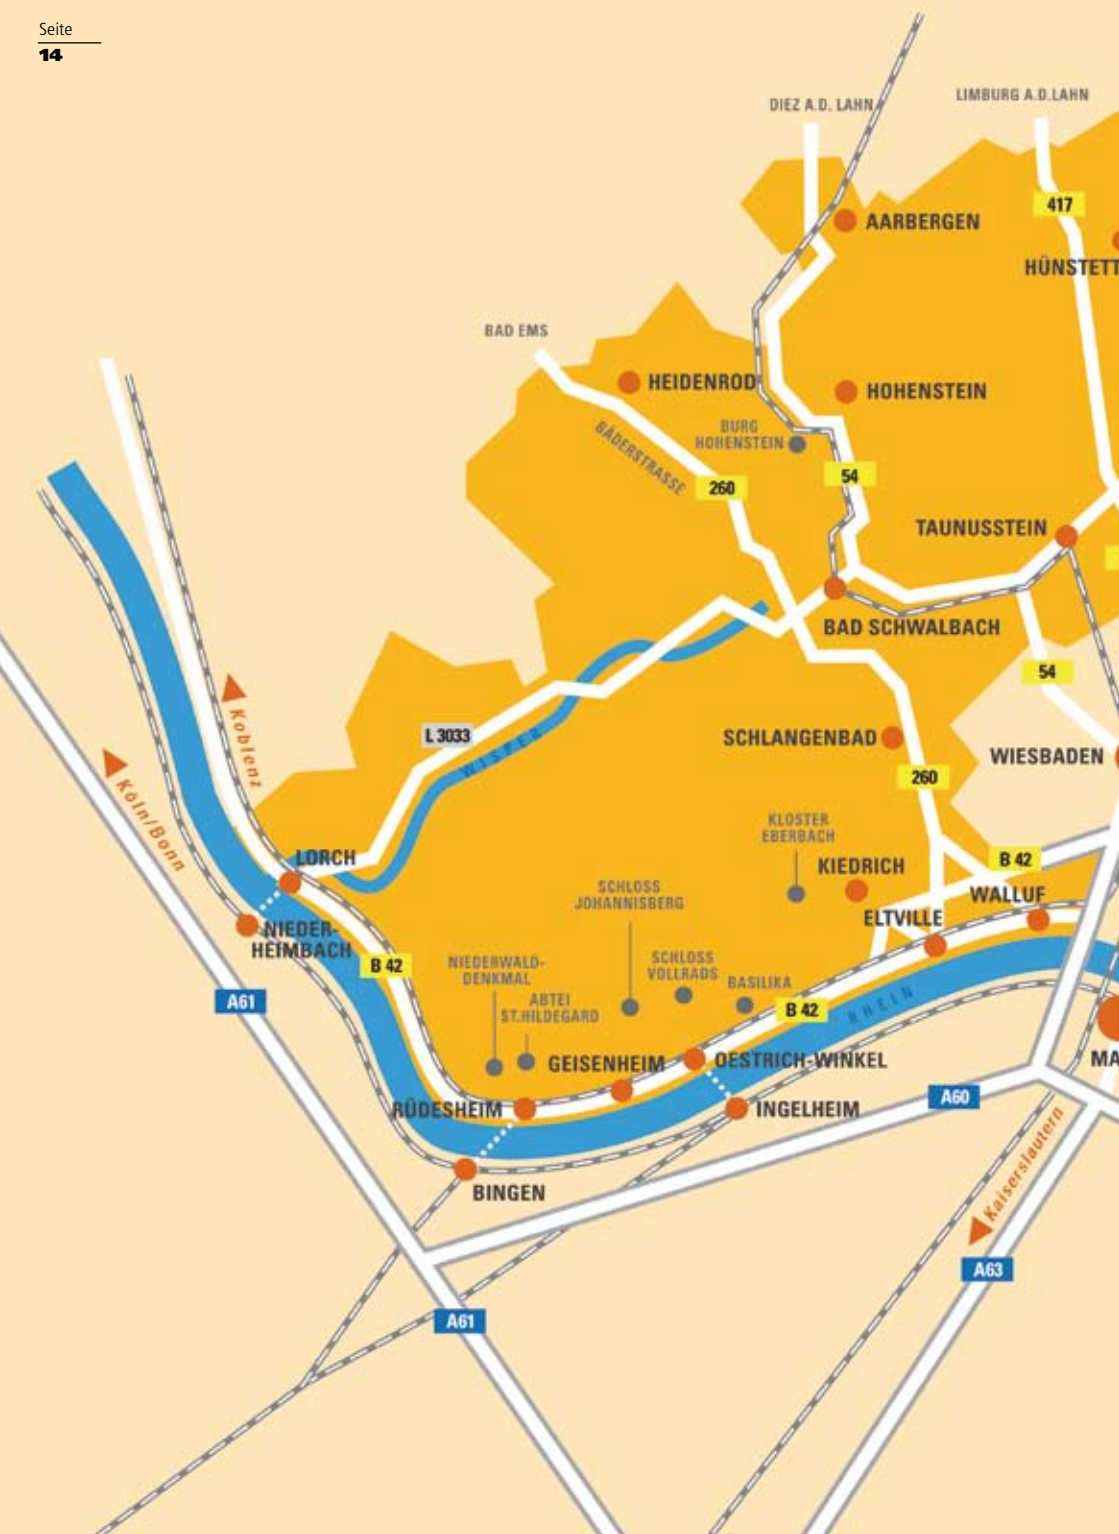 Seite
14
DIEZ A.D. LAHN
LIMBURG A.D.LAHN
417
AARBERGEN
HÜNSTETT
BAD EMS
HEIDENROD
HOHENSTEIN
BURG
HOHENSTEIN
BÄDERSTRASSE
260
54
TAUNUSSTEIN
BAD SCHWALBACH
54
Koblenz
L 3033
WISPER
SCHLANGENBAD
WIESBADEN
260
Köln/Bonn
KLOSTER
EBERBACH
B 42
LORCH
KIEDRICH
SCHLOSS
JOHANNISBERG
WALLUF
ELTVILLE
NIEDER-
HEIMBACH
B 42
NIEDERWALD-
DENKMAL
SCHLOSS
VOLLRADS
BASILIKA
A61
ABTEI
ST.HILDEGARD
B 42
RHEIN
GEISENHEIM
OESTRICH-WINKEL
MA
RÜDESHEIM
INGELHEIM
A60
BINGEN
Kaiserslautern
A63
A61